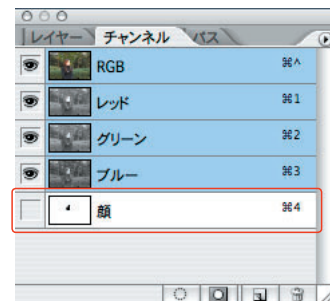 レイヤー チャンネル パス
RGB ⌘^
レッド ⌘1
グリーン ⌘2
ブルー ⌘3
顔 ⌘4